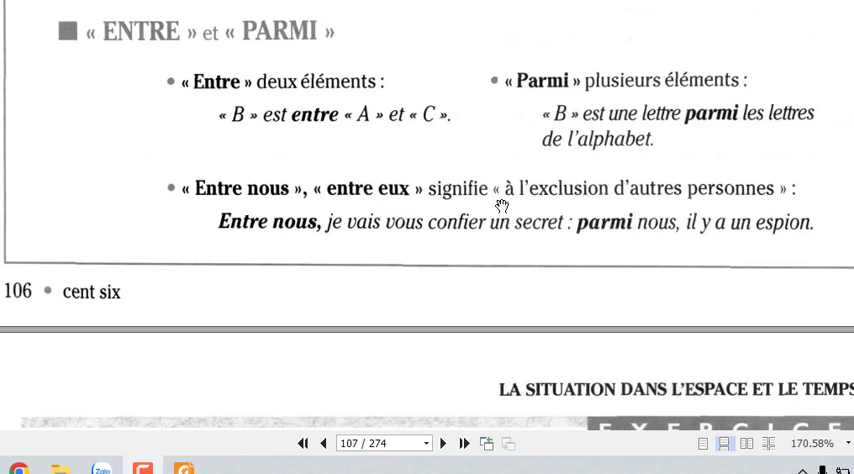 « ENTRE » et « PARMI »
• « Entre » deux éléments :
« B » est entre « A » et « C ».
• « Parmi » plusieurs éléments :
« B » est une lettre parmi les lettres
de l'alphabet.
• « Entre nous », « entre eux » signifie « à l'exclusion d'autres personnes » :
Entre nous, je vais vous confier un secret : parmi nous, il y a un espion.
106 • cent six
LA SITUATION DANS L'ESPACE ET LE TEMPS
E X E R C I C E
107 / 274
170.58%
Zalo